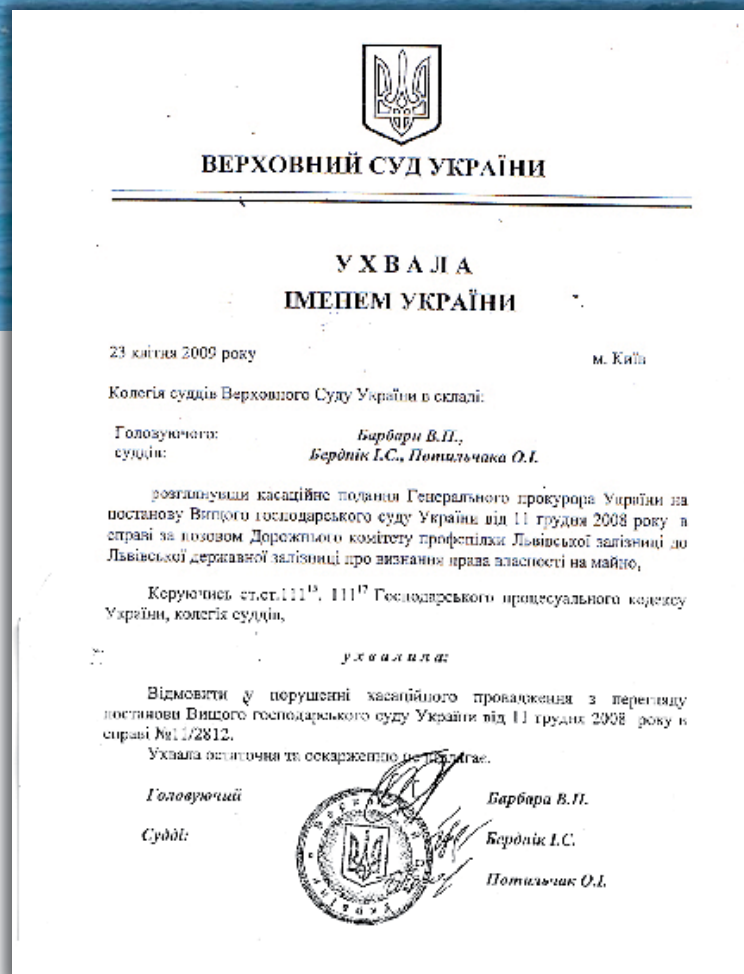 ВЕРХОВНИЙ СУД УКРАЇНИ
УХВАЛА
ІМЕНЕМ УКРАЇНИ
23 квітня 2009 року
м. Київ
Колегія суддів Верховного Суду України в складі:
Головуючого: Барбари В.П.,
суддів: Бердnік І.С., Потильчака О.І.
розглянувши касаційне подання Генерального прокурора України на
постанову Вищого господарського суду України від 11 грудня 2008 року в
справі за позовом Дорожнього комітету профспілки Львівської залізниці до
Львівської державної залізниці про визнання права власності на майно,
Керуючись ст.ст.111¹⁵, 111¹⁷ Господарського процесуального кодексу
України, колегія суддів,
ухвалила:
Відмовити у порушенні касаційного провадження з перегляду
постанови Вищого господарського суду України від 11 грудня 2008 року в
справі №11/2812.
Ухвала остаточна та оскарженню не підлягає.
Головуючий Барбара В.П.
Судді: Бердnік І.С.
Потильчак О.І.